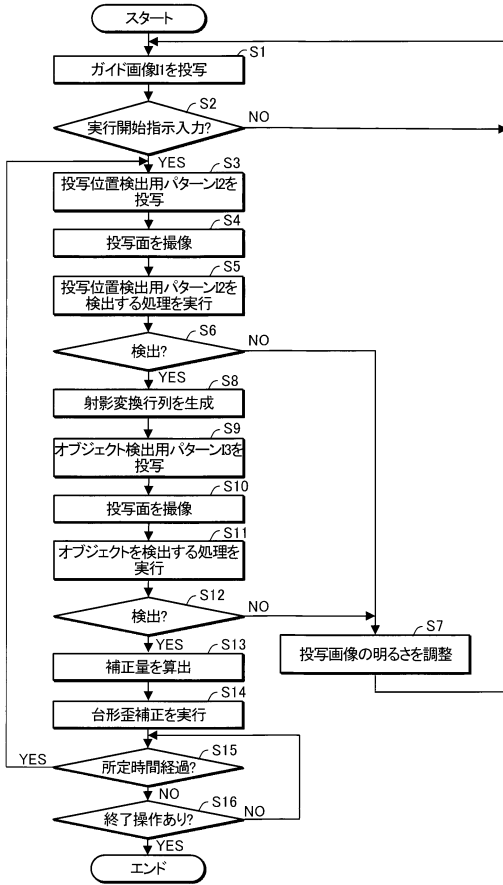 スタート
S1
ガイド画像I1を投写
S2
実行開始指示入力?
NO
YES
S3
投写位置検出用パターンI2を
投写
S4
投写面を撮像
S5
投写位置検出用パターンI2を
検出する処理を実行
S6
検出?
NO
YES
S8
射影変換行列を生成
S9
オブジェクト検出用パターンI3を
投写
S10
投写面を撮像
S11
オブジェクトを検出する処理を
実行
S12
検出?
NO
S7
投写画像の明るさを調整
YES
S13
補正量を算出
S14
台形歪補正を実行
S15
YES
所定時間経過?
NO
S16
終了操作あり?
NO
YES
エンド